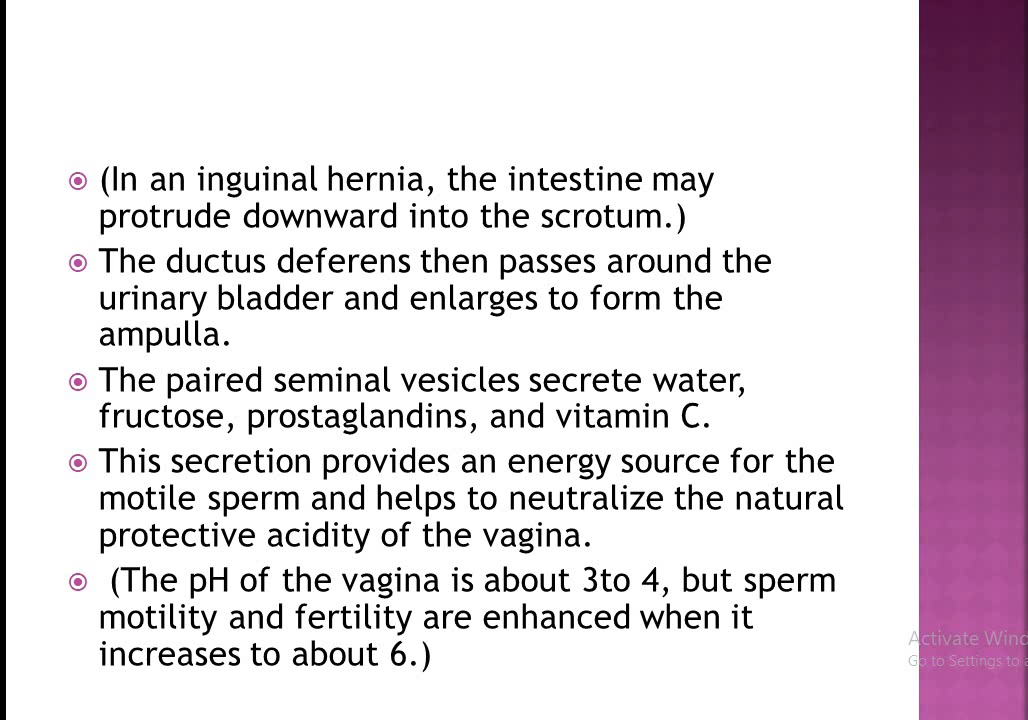 (In an inguinal hernia, the intestine may
protrude downward into the scrotum.)
The ductus deferens then passes around the
urinary bladder and enlarges to form the
ampulla.
The paired seminal vesicles secrete water,
fructose, prostaglandins, and vitamin C.
This secretion provides an energy source for the
motile sperm and helps to neutralize the natural
protective acidity of the vagina.
(The pH of the vagina is about 3to 4, but sperm
motility and fertility are enhanced when it
increases to about 6.)
Activate Wind
Go to Settings to a